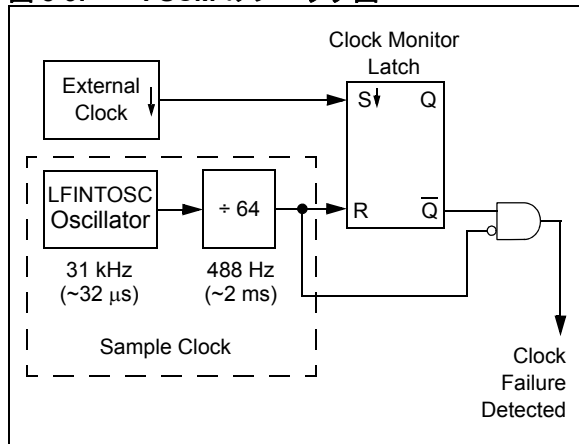 Clock Monitor
Latch
External
Clock
S
Q
LFINTOSC
Oscillator
÷ 64
R
Q
31 kHz
(~32 μs)
488 Hz
(~2 ms)
Sample Clock
Clock
Failure
Detected